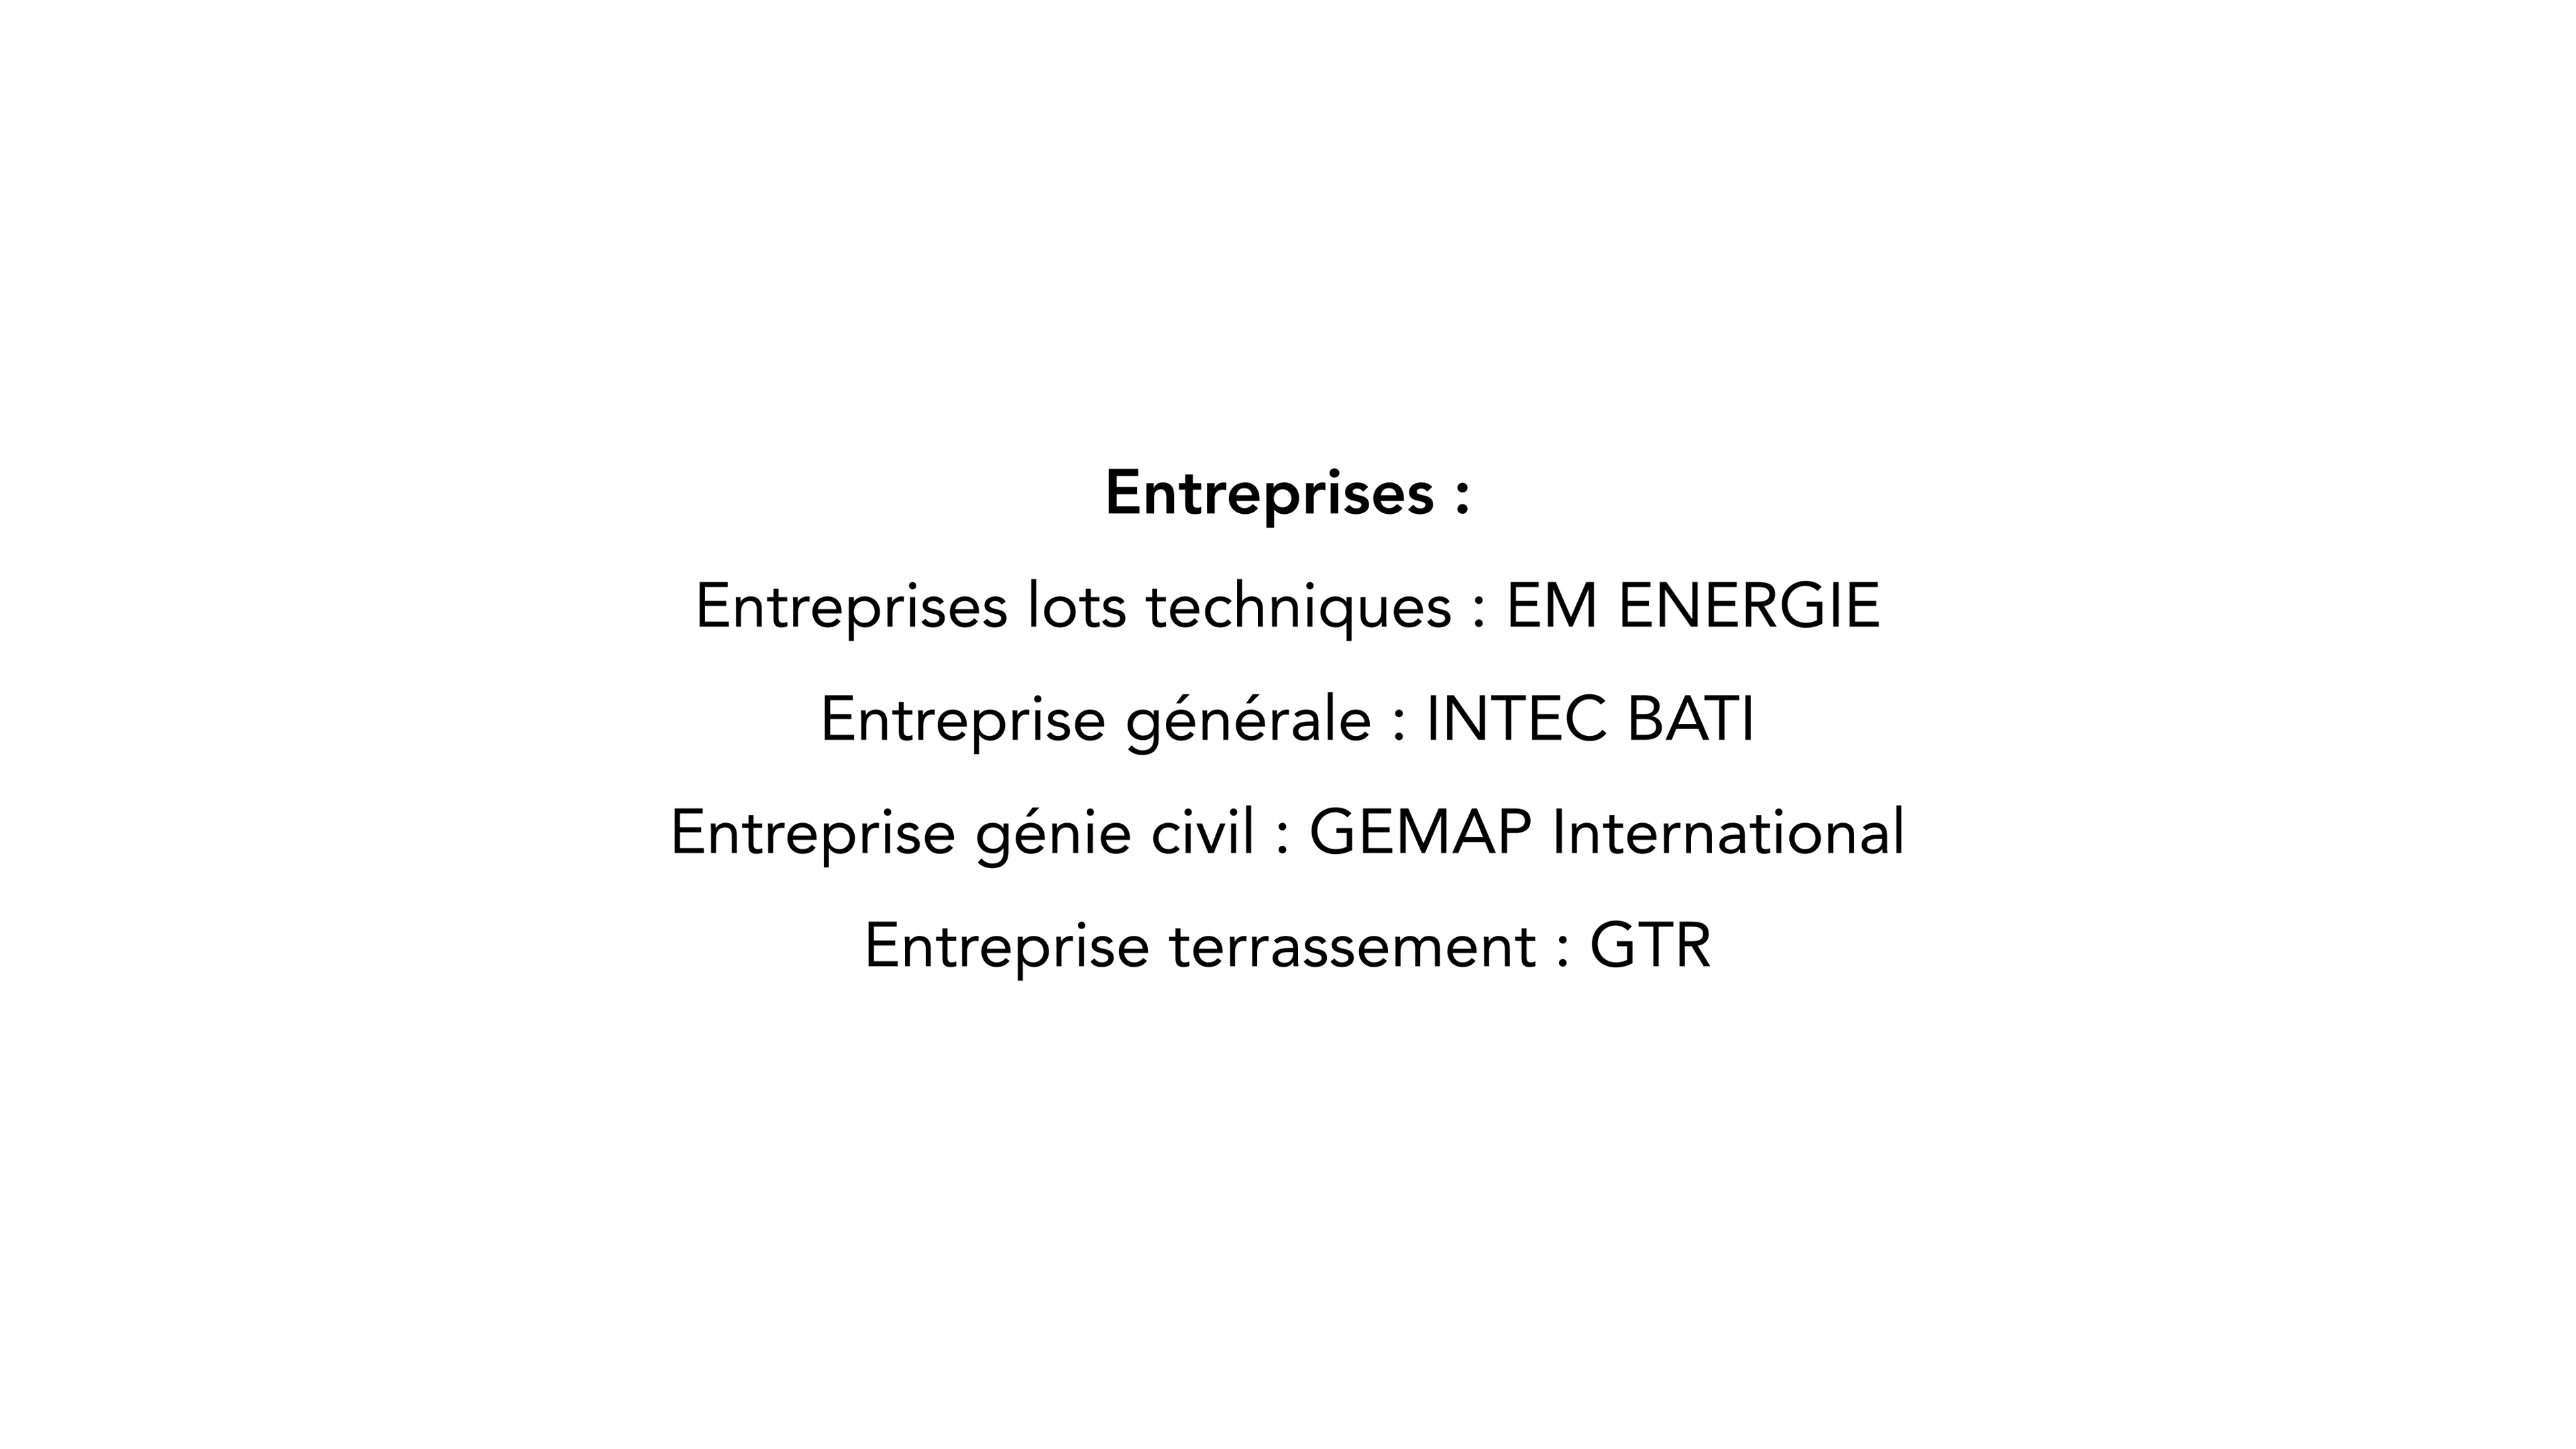 Entreprises :
Entreprises lots techniques : EM ENERGIE
Entreprise générale : INTEC BATI
Entreprise génie civil : GEMAP International
Entreprise terrassement : GTR